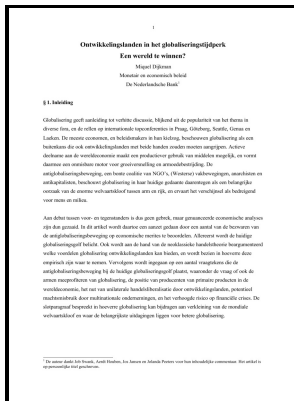 1
Ontwikkelingslanden in het globaliseringstijdperk
Een wereld te winnen?
Miquel Dijkman
Monetair en economisch beleid
De Nederlandsche Bank¹
§ 1. Inleiding
Globalisering geeft aanleiding tot verhitte discussie, blijkend uit de populariteit van het thema in
diverse fora, en de rellen op internationale topconferenties in Praag, Göteborg, Seattle, Genua en
Laeken. De meeste economen, en beleidsmakers in hun kielzog, beschouwen globalisering als een
buitenkans die ook ontwikkelingslanden met beide handen zouden moeten aangrijpen. Actieve
deelname aan de wereldeconomie maakt een productiever gebruik van middelen mogelijk, en vormt
daarmee een onmisbare motor voor groeiversnelling en armoedebestrijding. De
antiglobaliseringsbeweging, een bonte coalitie van NGO's, (Westerse) vakbewegingen, anarchisten en
antikapitalisten, beschouwt globalisering in haar huidige gedaante daarentegen als een belangrijke
oorzaak van de enorme welvaartskloof tussen arm en rijk, en ervaart het verschijnsel als bedreigend
voor mens en milieu.
Aan debat tussen voor- en tegenstanders is dus geen gebrek, maar genuanceerde economische analyses
zijn dun gezaaid. In dit artikel wordt daarom een aanzet gedaan door een aantal van de bezwaren van
de antiglobaliseringsbeweging op economische merites te beoordelen. Allereerst wordt de huidige
globaliseringsgolf belicht. Ook wordt aan de hand van de neoklassieke handelstheorie beargumenteerd
welke voordelen globalisering ontwikkelingslanden kan bieden, en wordt bezien in hoeverre deze
empirisch zijn waar te nemen. Vervolgens wordt ingegaan op een aantal vraagtekens die de
antiglobaliseringsbeweging bij de huidige globaliseringsgolf plaatst, waaronder de vraag of ook de
armen meeprofiteren van globalisering, de positie van producenten van primaire producten in de
wereldeconomie, het nut van unilaterale handelsliberalisatie door ontwikkelingslanden, potentieel
machtsmisbruik door multinationale ondernemingen, en het verhoogde risico op financiële crises. De
slotparagraaf bespreekt in hoeverre globalisering kan bijdragen aan verkleining van de mondiale
welvaartskloof en waar de belangrijkste uitdagingen liggen voor betere globalisering.
¹ De auteur dankt Job Swank, Aerdt Houben, Iva Jansen en Jolanda Peeters voor hun inhoudelijke commentaar. Het artikel is
op persoonlijke titel geschreven.